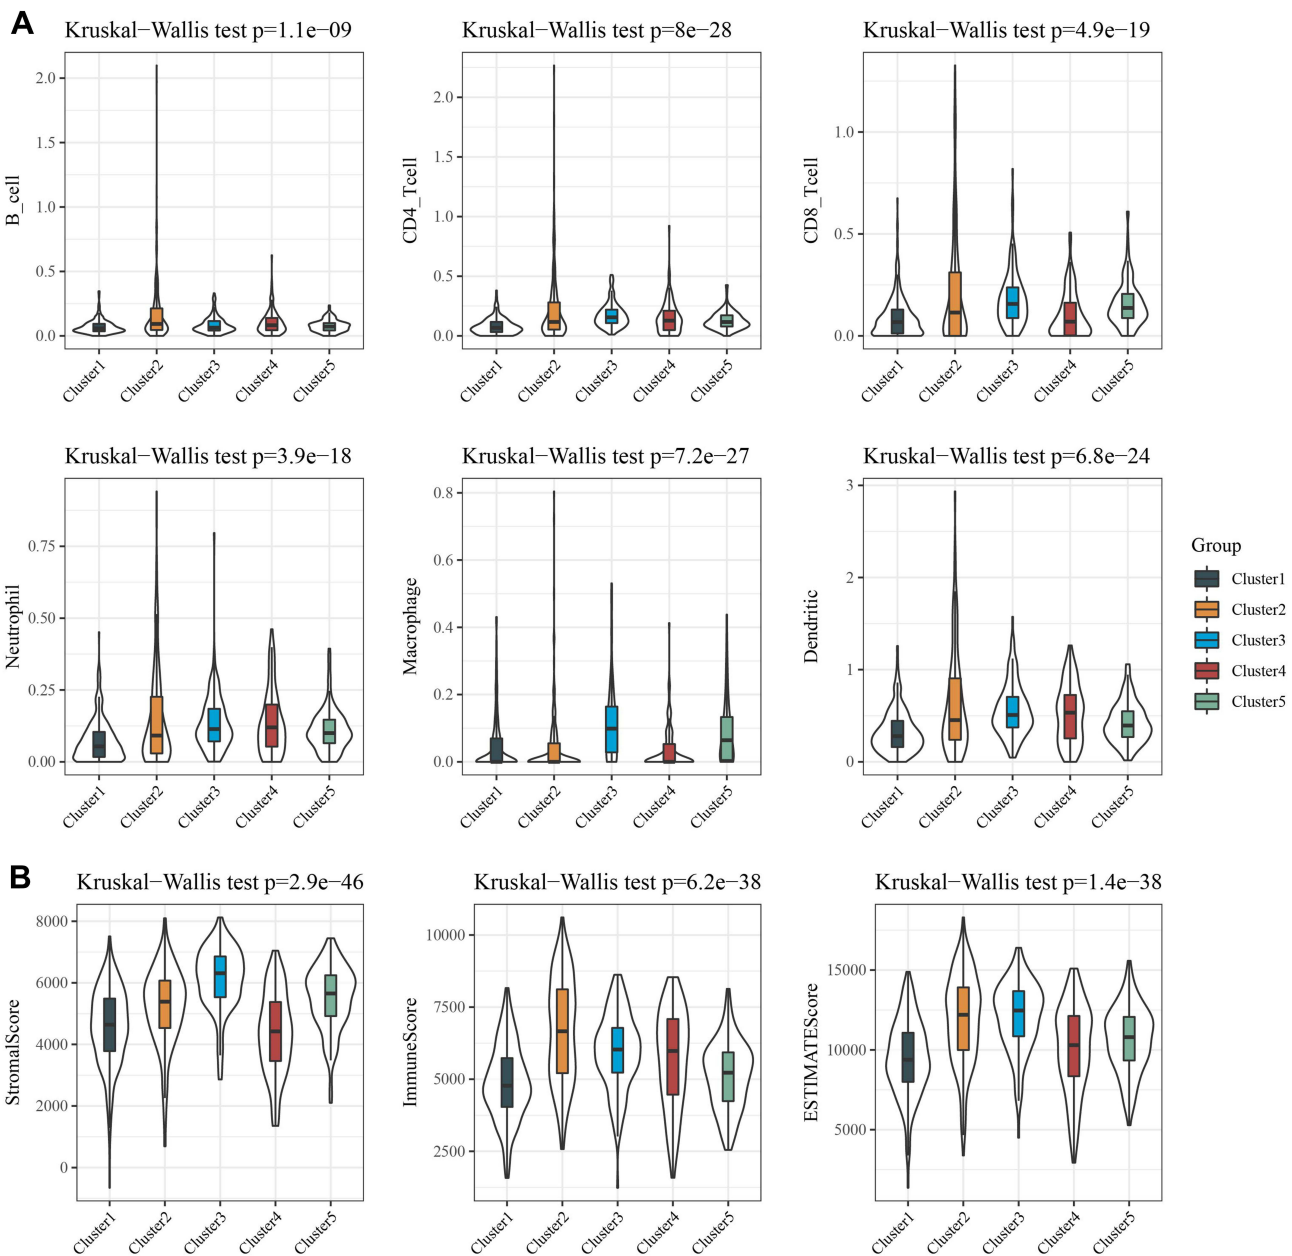 A
Kruskal−Wallis test p=1.1e−09
B_cell
2.0
1.5
1.0
0.5
0.0
Cluster1
Cluster2
Cluster3
Cluster4
Cluster5
Kruskal−Wallis test p=8e−28
CD4_Tcell
2.0
1.5
1.0
0.5
0.0
Cluster1
Cluster2
Cluster3
Cluster4
Cluster5
Kruskal−Wallis test p=4.9e−19
CD8_Tcell
1.0
0.5
0.0
Cluster1
Cluster2
Cluster3
Cluster4
Cluster5
Kruskal−Wallis test p=3.9e−18
Neutrophil
0.75
0.50
0.25
0.00
Cluster1
Cluster2
Cluster3
Cluster4
Cluster5
Kruskal−Wallis test p=7.2e−27
Macrophage
0.8
0.6
0.4
0.2
0.0
Cluster1
Cluster2
Cluster3
Cluster4
Cluster5
Kruskal−Wallis test p=6.8e−24
Dendritic
3
2
1
0
Cluster1
Cluster2
Cluster3
Cluster4
Cluster5
Group
Cluster1
Cluster2
Cluster3
Cluster4
Cluster5
B
Kruskal−Wallis test p=2.9e−46
StromalScore
8000
6000
4000
2000
0
Cluster1
Cluster2
Cluster3
Cluster4
Cluster5
Kruskal−Wallis test p=6.2e−38
ImmuneScore
10000
7500
5000
2500
Cluster1
Cluster2
Cluster3
Cluster4
Cluster5
Kruskal−Wallis test p=1.4e−38
ESTIMATEScore
15000
10000
5000
Cluster1
Cluster2
Cluster3
Cluster4
Cluster5